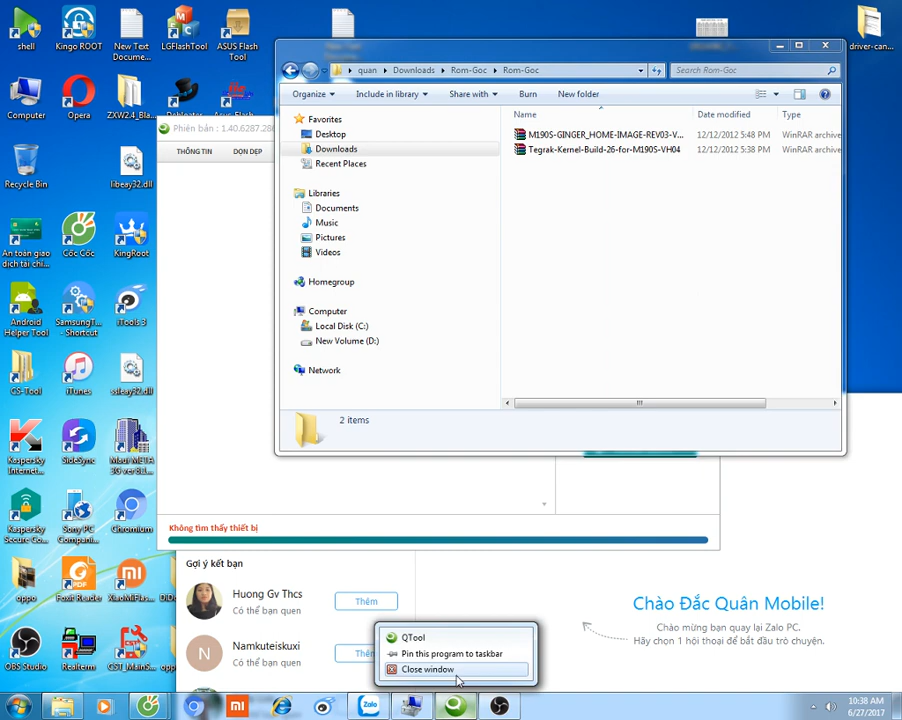 shell
Kingo ROOT
New Text
Docume...
LGFlashTool
ASUS Flash
Tool
driver-can...
Computer
Opera
ZXW2.4_Bla...
Recycle Bin
libeay32.dll
An toan giao
dịch tài chí...
Cốc Cốc
KingRoot
Android
Helper Tool
SamsungT...
- Shortcut
iTools 3
CS-Tool
iTunes
ssleay32.dll
Kaspersky
Internet...
SideSync
Maui META
3G ver8.1...
Kaspersky
Secure Co...
Sony PC
Compani...
Chromium
oppo
Foxit Reader
XiaoMiFlas...
OBS Studio
Realterm
CST_MainS...
Phiên bản : 1.40.6287.28
THÔNG TIN
DỌN DẸP
Không tìm thấy thiết bị
quan
Downloads
Rom-Goc
Rom-Goc
Search Rom-Goc
Organize
Include in library
Share with
Burn
New folder
Favorites
Desktop
Downloads
Recent Places
Libraries
Documents
Music
Pictures
Videos
Homegroup
Computer
Local Disk (C:)
New Volume (D:)
Network
Name
Date modified
Type
M190S-GINGER_HOME-IMAGE-REV03-V...
12/12/2012 5:48 PM
WinRAR archive
Tegrak-Kernel-Build-26-for-M190S-VH04
12/12/2012 5:38 PM
WinRAR archive
2 items
Gợi ý kết bạn
Huong Gv Thcs
Có thể bạn quen
Thêm
N
Namkuteiskuxi
Có thể bạn quen
Thêm
Chào Đắc Quân Mobile!
Chào mừng bạn quay lại Zalo PC.
Hãy chọn 1 hội thoại để bắt đầu trò chuyện.
QTool
Pin this program to taskbar
Close window
Zalo
10:38 AM
6/27/2017